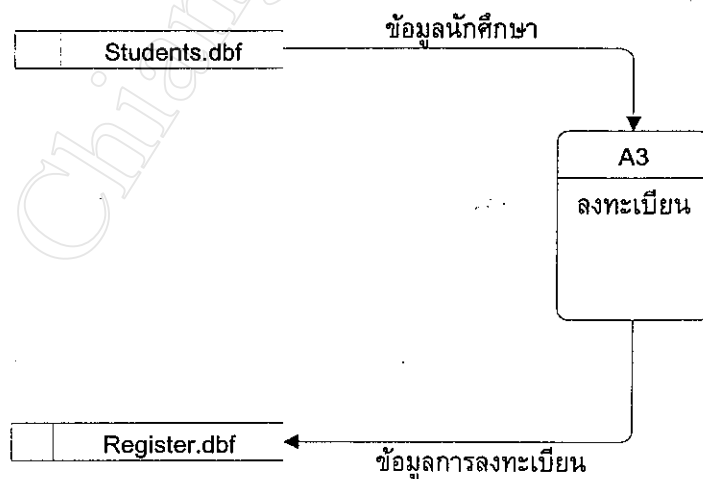 ข้อมูลนักศึกษา
Students.dbf
A3
ลงทะเบียน
Register.dbf
ข้อมูลการลงทะเบียน